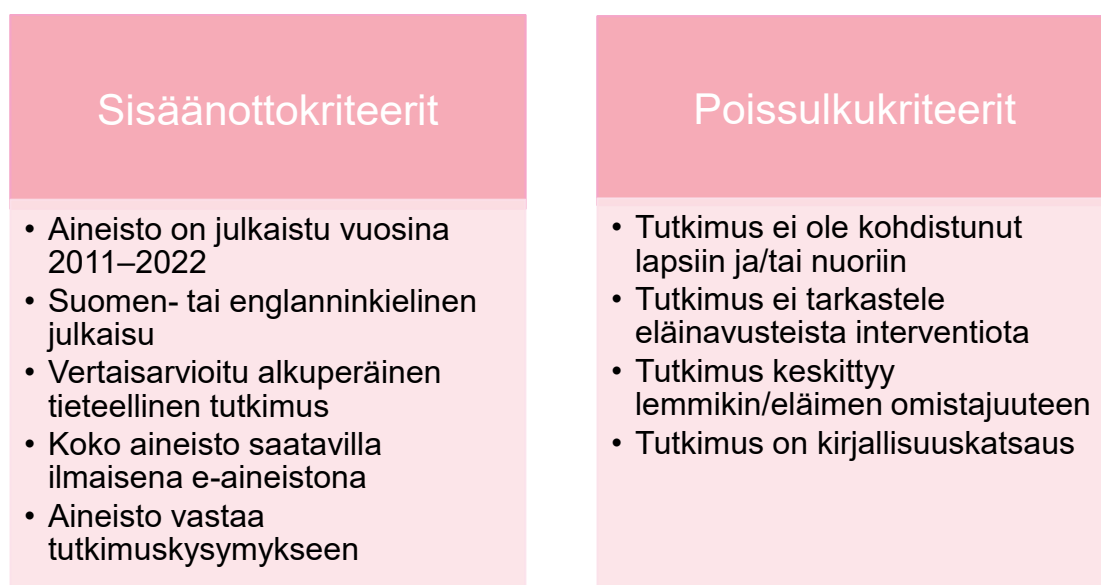 Sisäänottokriteerit
• Aineisto on julkaistu vuosina
2011–2022
• Suomen- tai englanninkielinen
julkaisu
• Vertaisarvioitu alkuperäinen
tieteellinen tutkimus
• Koko aineisto saatavilla
ilmaisena e-aineistona
• Aineisto vastaa
tutkimuskysymykseen
Poissulkukriteerit
• Tutkimus ei ole kohdistunut
lapsiin ja/tai nuoriin
• Tutkimus ei tarkastele
eläinavusteista interventiota
• Tutkimus keskittyy
lemmikin/eläimen omistajuuteen
• Tutkimus on kirjallisuuskatsaus